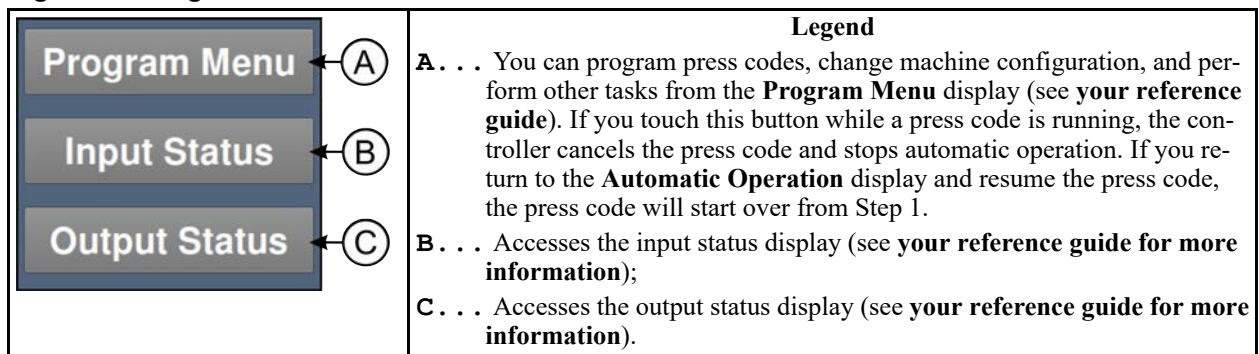 Program Menu
A
Input Status
B
Output Status
C
Legend
A... You can program press codes, change machine configuration, and per-
form other tasks from the Program Menu display (see your reference
guide). If you touch this button while a press code is running, the con-
troller cancels the press code and stops automatic operation. If you re-
turn to the Automatic Operation display and resume the press code,
the press code will start over from Step 1.
B... Accesses the input status display (see your reference guide for more
information);
C... Accesses the output status display (see your reference guide for more
information).